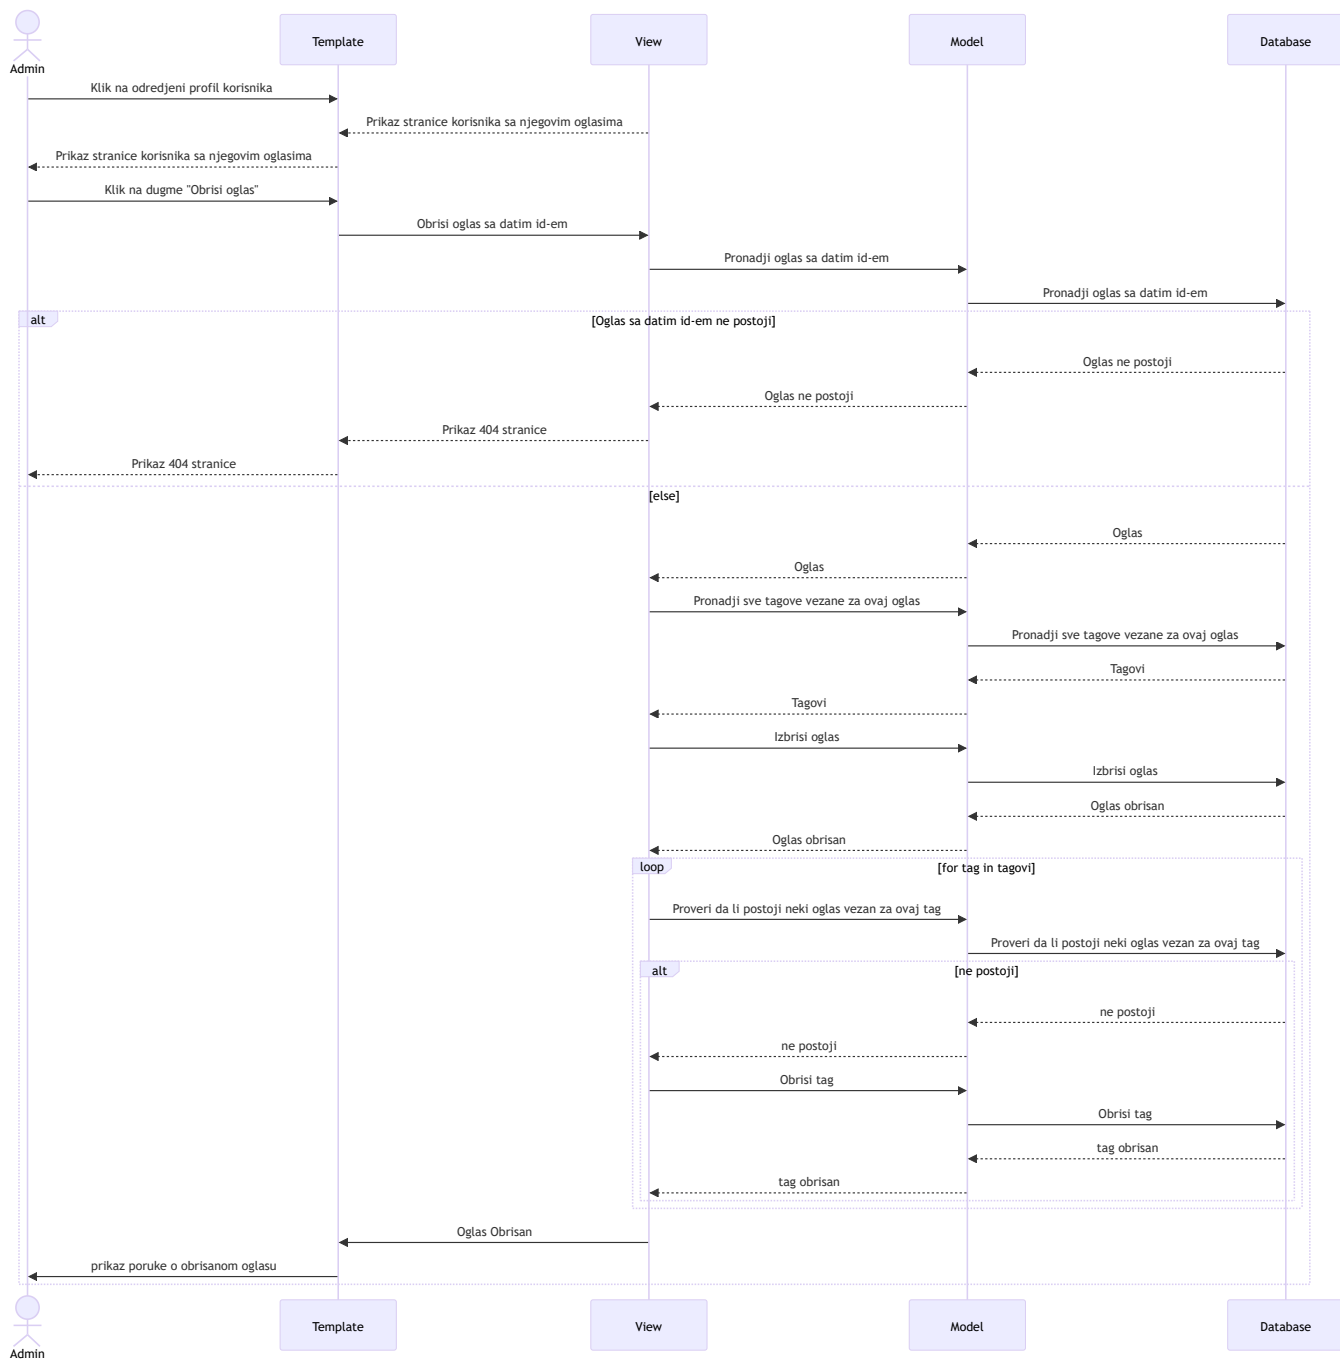 Admin
Template
View
Model
Database
Klik na odredjeni profil korisnika
Prikaz stranice korisnika sa njegovim oglasima
Prikaz stranice korisnika sa njegovim oglasima
Klik na dugme "Obrisi oglas"
Obrisi oglas sa datim id-em
Pronadji oglas sa datim id-em
Pronadji oglas sa datim id-em
alt
[Oglas sa datim id-em ne postoji]
Oglas ne postoji
Oglas ne postoji
Prikaz 404 stranice
Prikaz 404 stranice
[else]
Oglas
Oglas
Pronadji sve tagove vezane za ovaj oglas
Pronadji sve tagove vezane za ovaj oglas
Tagovi
Tagovi
Izbrisi oglas
Izbrisi oglas
Oglas obrisan
Oglas obrisan
loop
[for tag in tagovi]
Proveri da li postoji neki oglas vezan za ovaj tag
Proveri da li postoji neki oglas vezan za ovaj tag
alt
[ne postoji]
ne postoji
ne postoji
Obrisi tag
Obrisi tag
tag obrisan
tag obrisan
Oglas Obrisan
prikaz poruke o obrisanom oglasu
Admin
Template
View
Model
Database